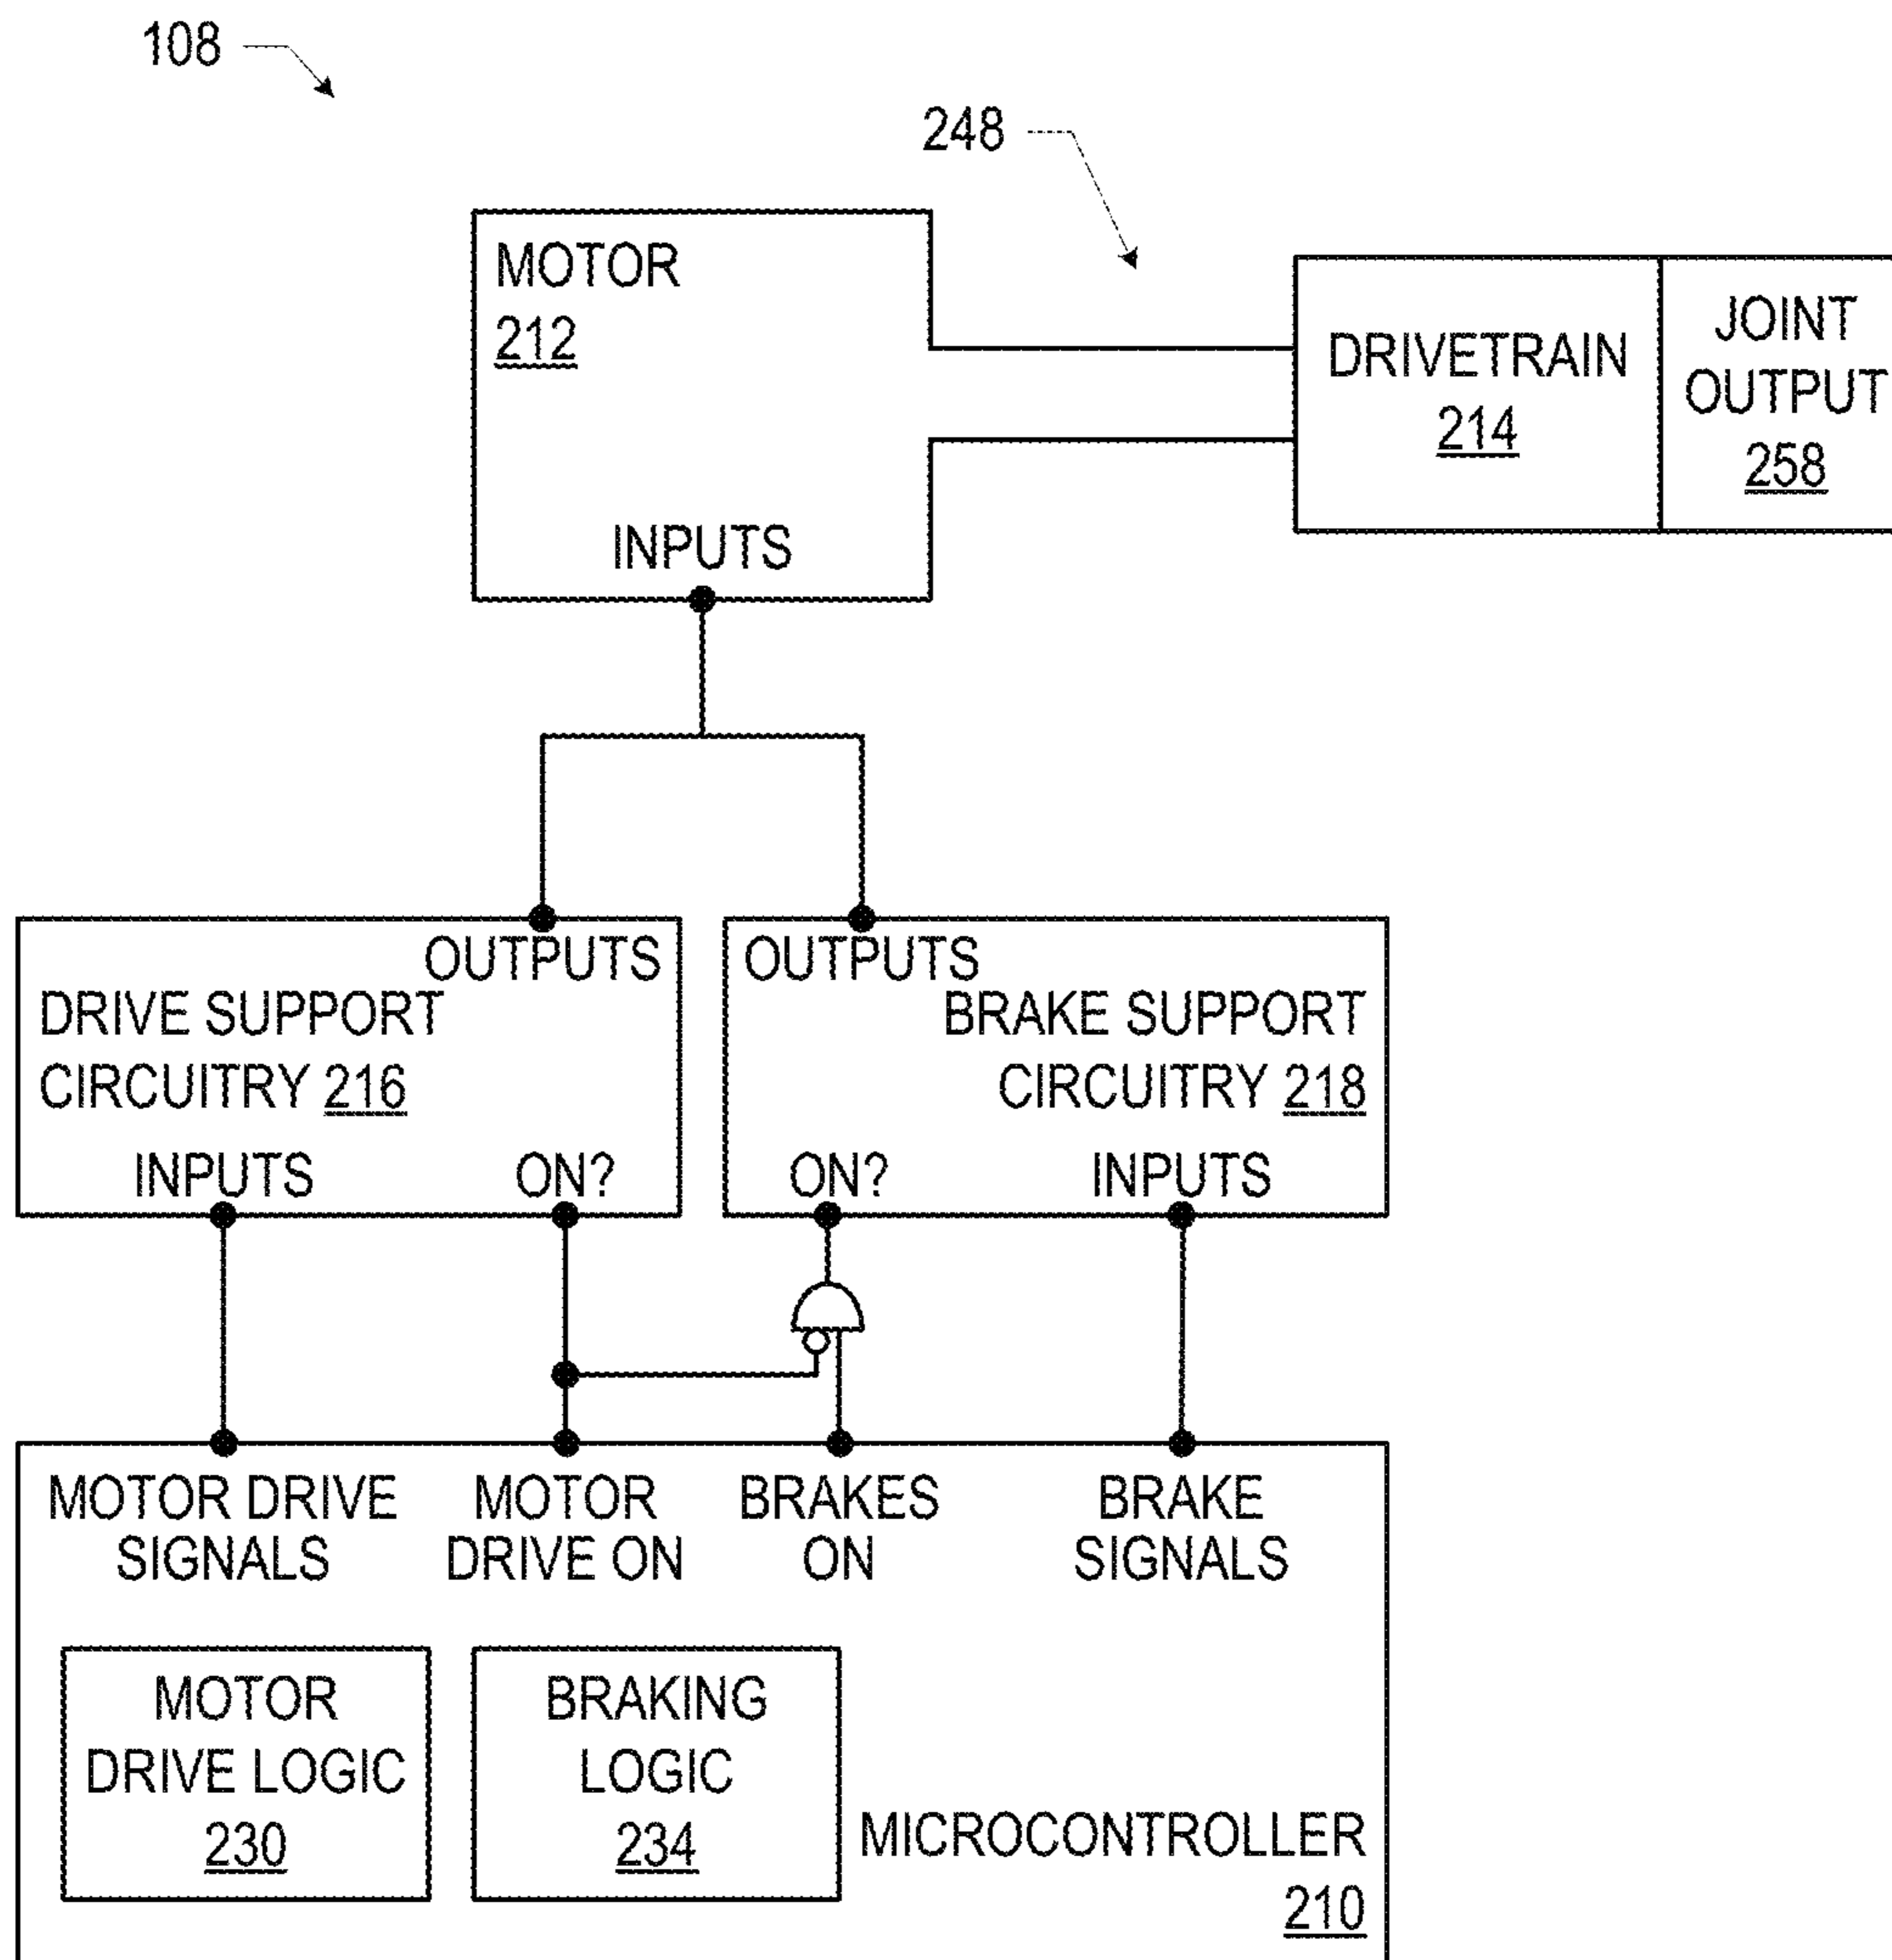 108
248
MOTOR
212
INPUTS
DRIVETRAIN
214
JOINT
OUTPUT
258
OUTPUTS
DRIVE SUPPORT
CIRCUITRY 216
INPUTS
ON?
OUTPUTS
BRAKE SUPPORT
CIRCUITRY 218
ON?
INPUTS
MOTOR DRIVE
SIGNALS
MOTOR
DRIVE ON
BRAKES
ON
BRAKE
SIGNALS
MOTOR
DRIVE LOGIC
230
BRAKING
LOGIC
234
MICROCONTROLLER
210